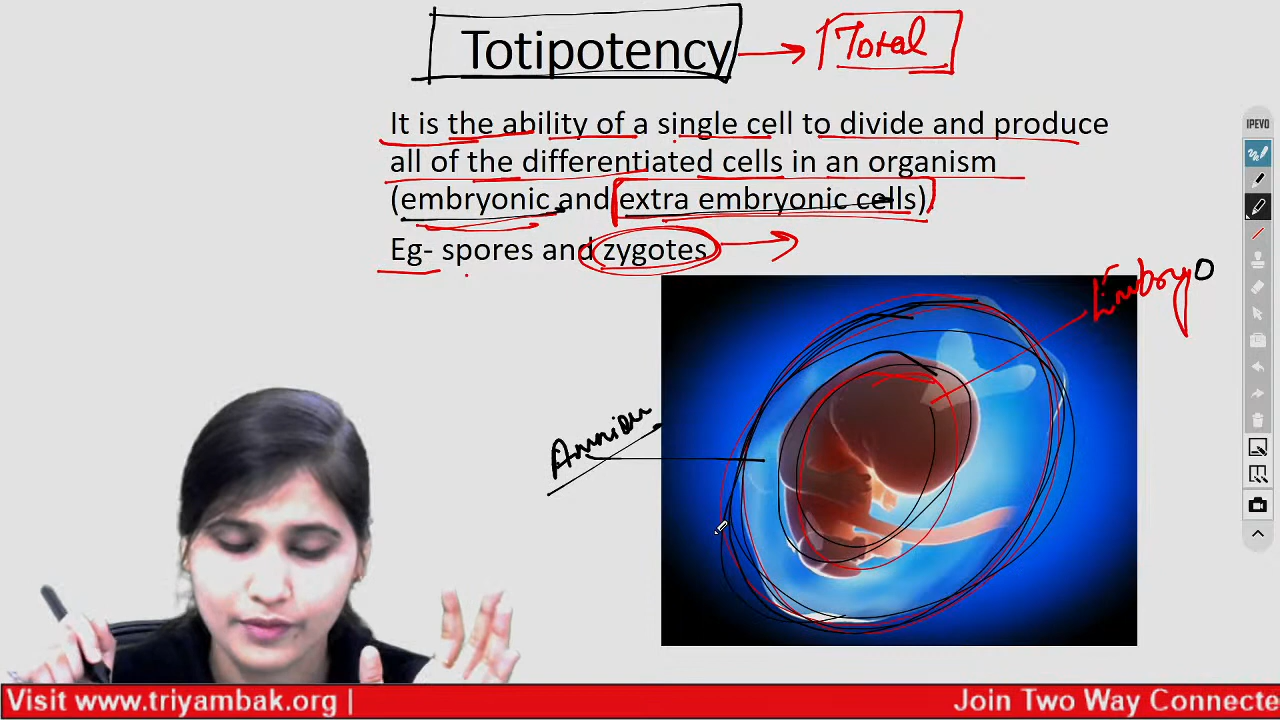 Totipotency
Total
It is the ability of a single cell to divide and produce
all of the differentiated cells in an organism
(embryonic and extra embryonic cells)
Eg- spores and zygotes
Embryo
Amnion
IPEVO
Visit www.triyambak.org |
Join Two Way Connecte